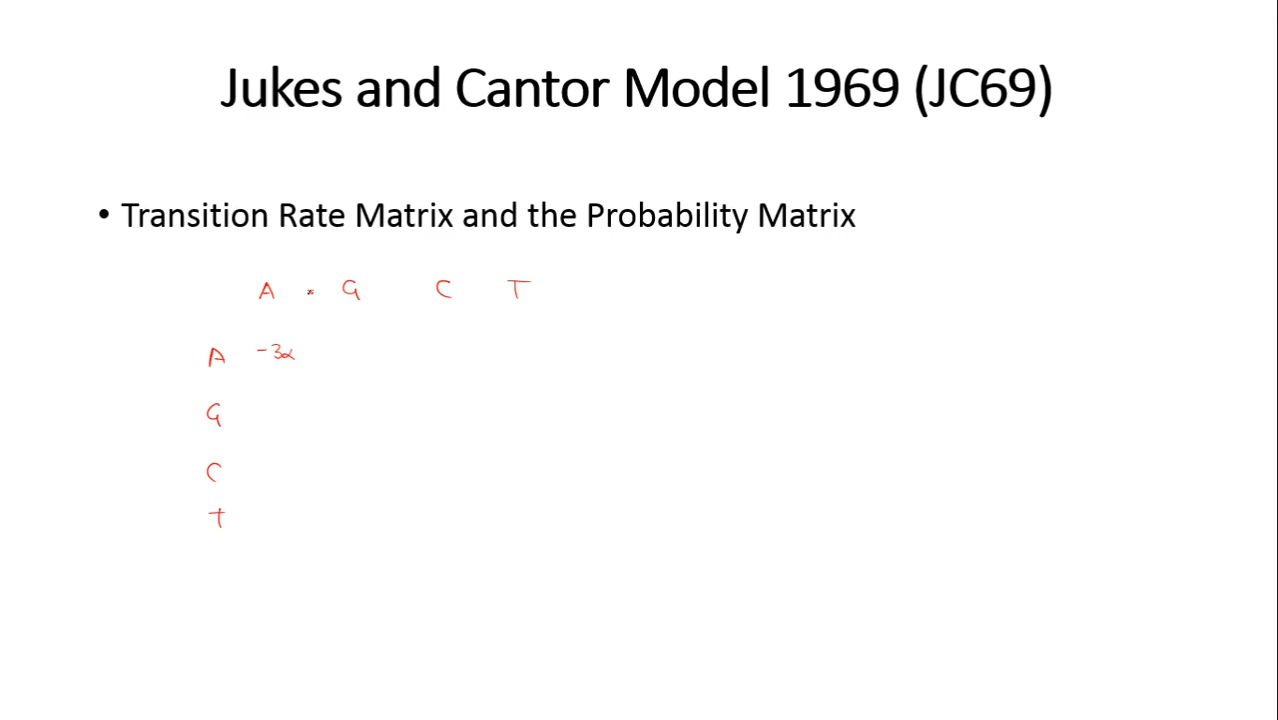 Jukes and Cantor Model 1969 (JC69)
• Transition Rate Matrix and the Probability Matrix
A G C T
A -3α
G
C
T